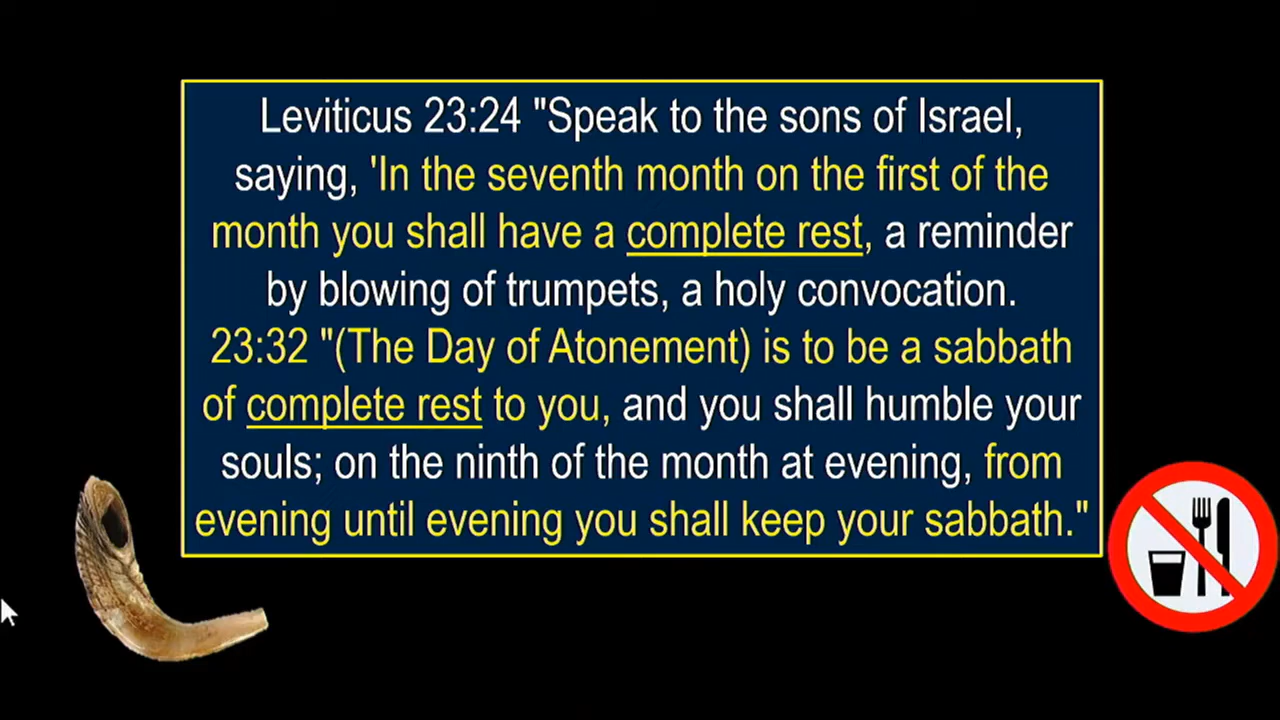 Leviticus 23:24 "Speak to the sons of Israel,
saying, 'In the seventh month on the first of the
month you shall have a complete rest, a reminder
by blowing of trumpets, a holy convocation.
23:32 "(The Day of Atonement) is to be a sabbath
of complete rest to you, and you shall humble your
souls; on the ninth of the month at evening, from
evening until evening you shall keep your sabbath."